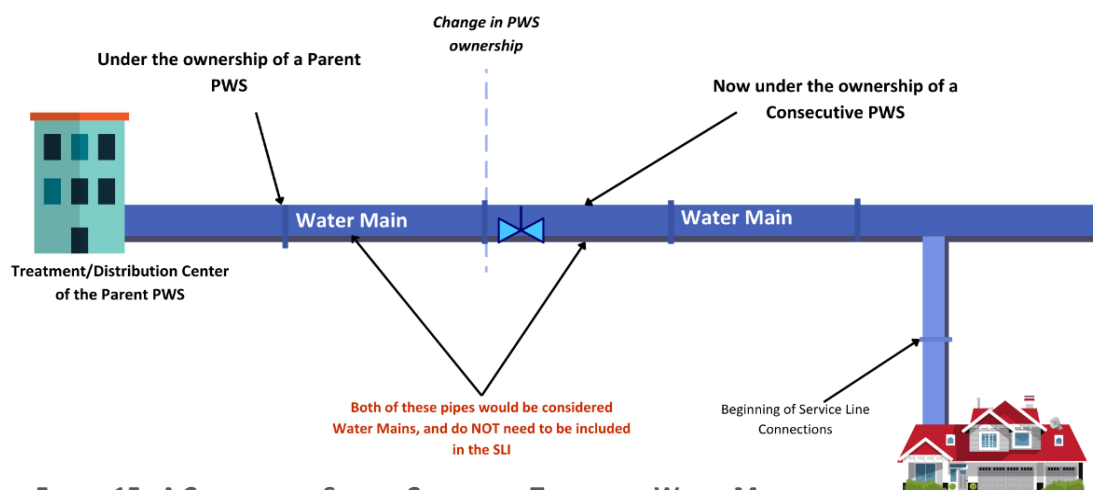 Change in PWS
ownership
Under the ownership of a Parent
PWS
Now under the ownership of a
Consecutive PWS
Water Main
Water Main
Treatment/Distribution Center
of the Parent PWS
Both of these pipes would be considered
Water Mains, and do NOT need to be included
in the SLI
Beginning of Service Line
Connections